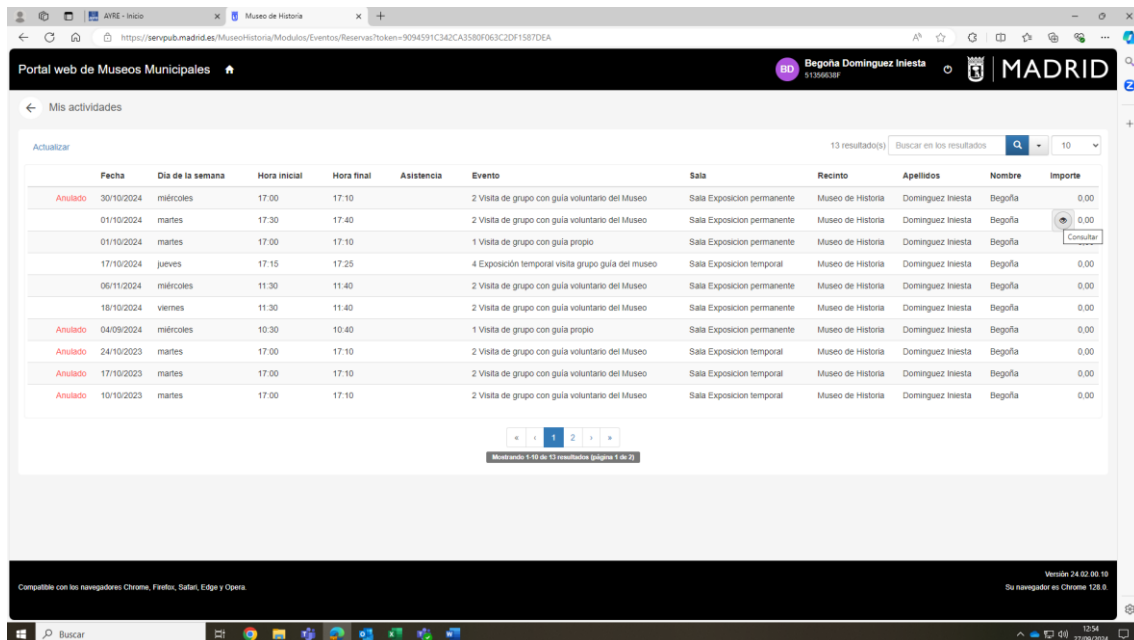 AYRE - Inicio
Museo de Historia
https://servpub.madrid.es/MuseoHistoria/Modulos/Eventos/Reservas?token=9094591C342CA3580F063C2DF1587DEA
Portal web de Museos Municipales
BD
Begoña Dominguez Iniesta
51356638F
MADRID
Mis actividades
Actualizar
13 resultado(s) Buscar en los resultados 10
Fecha Día de la semana Hora inicial Hora final Asistencia Evento Sala Recinto Apellidos Nombre Importe
Anulado 30/10/2024 miércoles 17:00 17:10 2 Visita de grupo con guía voluntario del Museo Sala Exposicion permanente Museo de Historia Dominguez Iniesta Begoña 0,00
01/10/2024 martes 17:30 17:40 2 Visita de grupo con guía voluntario del Museo Sala Exposicion permanente Museo de Historia Dominguez Iniesta Begoña 0,00
Consultar
01/10/2024 martes 17:00 17:10 1 Visita de grupo con guía propio Sala Exposicion permanente Museo de Historia Dominguez Iniesta Begoña
17/10/2024 jueves 17:15 17:25 4 Exposición temporal visita grupo guía del museo Sala Exposicion temporal Museo de Historia Dominguez Iniesta Begoña 0,00
06/11/2024 miércoles 11:30 11:40 2 Visita de grupo con guía voluntario del Museo Sala Exposicion permanente Museo de Historia Dominguez Iniesta Begoña 0,00
18/10/2024 viernes 11:30 11:40 2 Visita de grupo con guía voluntario del Museo Sala Exposicion permanente Museo de Historia Dominguez Iniesta Begoña 0,00
Anulado 04/09/2024 miércoles 10:30 10:40 1 Visita de grupo con guía propio Sala Exposicion permanente Museo de Historia Dominguez Iniesta Begoña 0,00
Anulado 24/10/2023 martes 17:00 17:10 2 Visita de grupo con guía voluntario del Museo Sala Exposicion temporal Museo de Historia Dominguez Iniesta Begoña 0,00
Anulado 17/10/2023 martes 17:00 17:10 2 Visita de grupo con guía voluntario del Museo Sala Exposicion temporal Museo de Historia Dominguez Iniesta Begoña 0,00
Anulado 10/10/2023 martes 17:00 17:10 2 Visita de grupo con guía voluntario del Museo Sala Exposicion temporal Museo de Historia Dominguez Iniesta Begoña 0,00
« ‹ 1 2 › »
Mostrando 1-10 de 13 resultados (página 1 de 2)
Versión 24.02.00.10
Compatible con los navegadores Chrome, Firefox, Safari, Edge y Opera.
Su navegador es Chrome 128.0.
Buscar
12:54
27/09/2024